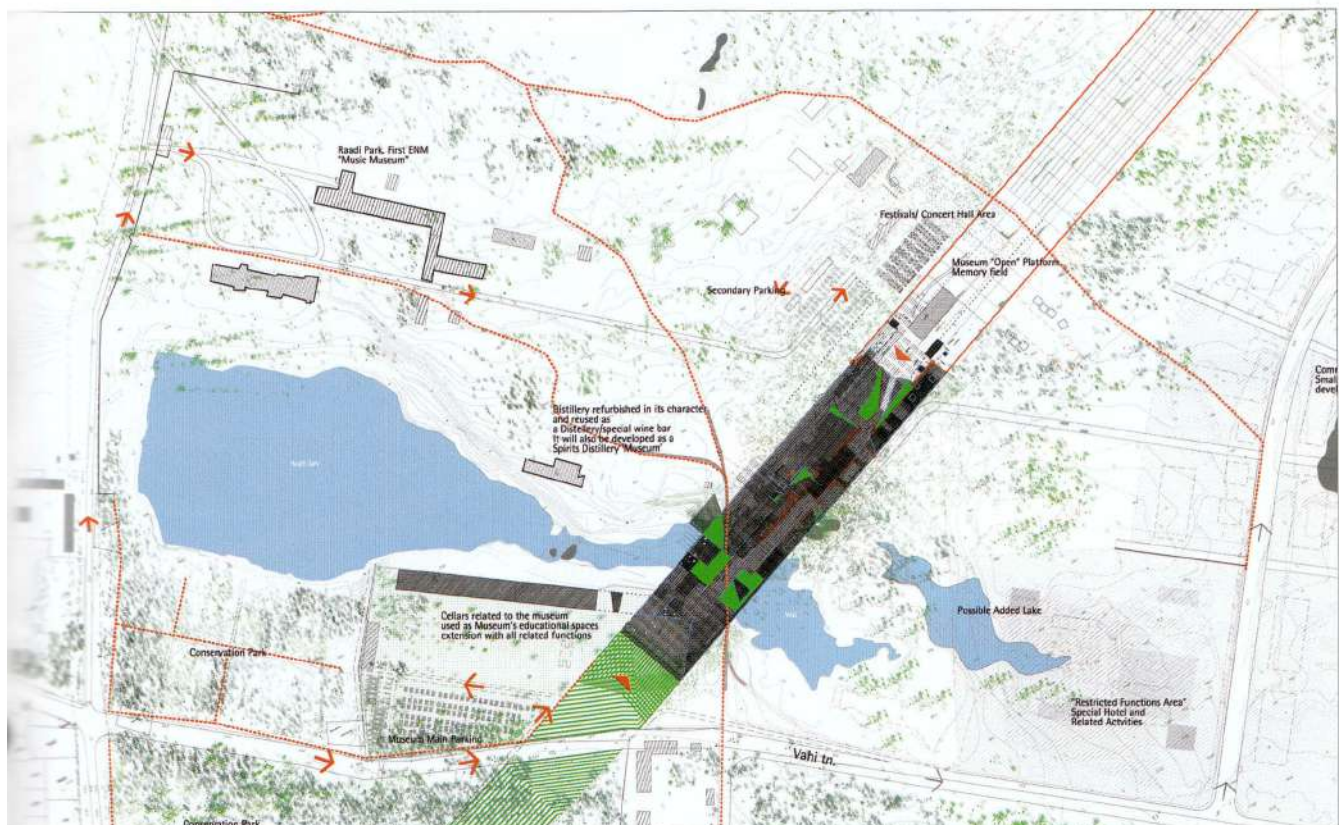 Raadi Park. First ENM
"Music Museum"
Festivals/ Concert Hall Area
Museum "Open" Platform
Memory field
Secondary Parking
Distillery refurbished in its character
and reused as
a Distellery/special wine bar
It will also be developed as a
Spirits Distillery 'Museum'
Possible Added Lake
Cellars related to the museum
used as Museum's educational spaces
extension with all related functions
Conservation Park
"Restricted Functions Area"
Special Hotel and
Related Actvities
Museum Main Parking
Vahi tn.
Conservation Park